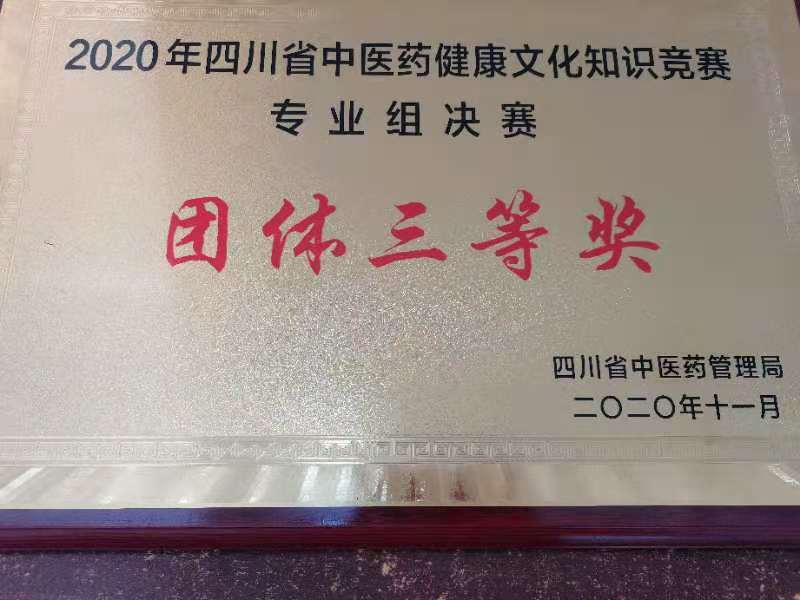 2020年四川省中医药健康文化知识竞赛
专业组决赛
团体三等奖
四川省中医药管理局
二〇二〇年十一月